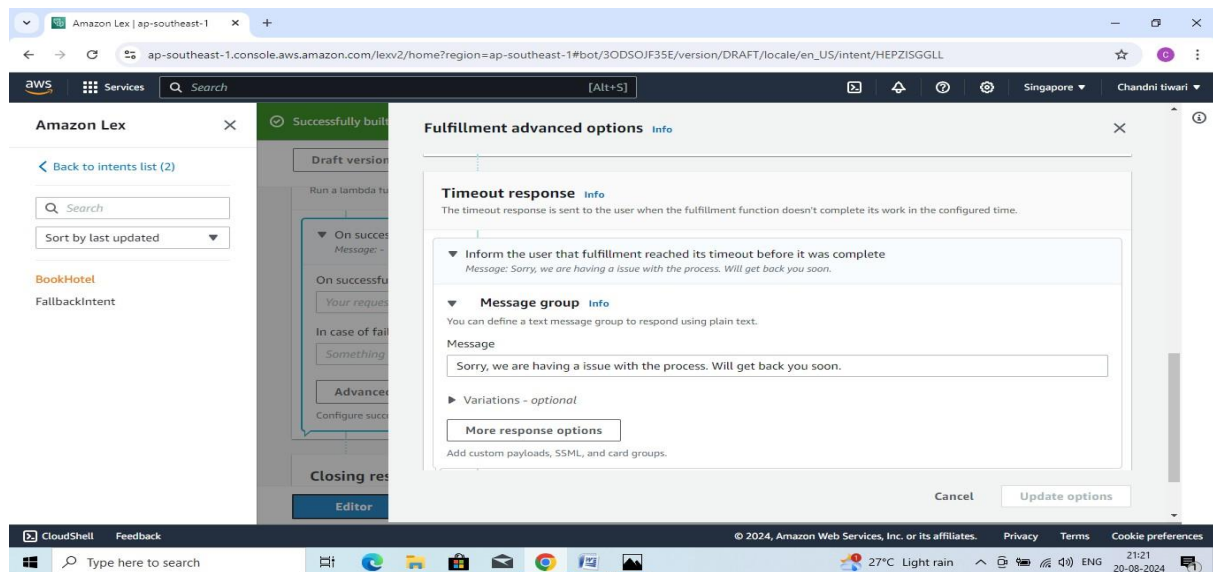 Amazon Lex | ap-southeast-1
ap-southeast-1.console.aws.amazon.com/lexv2/home?region=ap-southeast-1#bot/3ODSOJF35E/version/DRAFT/locale/en_US/intent/HEPZISGGLL
C
aws Services Search [Alt+S] Singapore Chandni tiwari
Amazon Lex
Back to intents list (2)
Search
Sort by last updated
BookHotel
FallbackIntent
Successfully built
Draft version
Run a lambda fu
On succes
Message: -
On successfu
Your reques
In case of fail
Something
Advanced
Configure succe
Closing res
Editor
Fulfillment advanced options Info
Timeout response Info
The timeout response is sent to the user when the fulfillment function doesn't complete its work in the configured time.
Inform the user that fulfillment reached its timeout before it was complete
Message: Sorry, we are having a issue with the process. Will get back you soon.
Message group Info
You can define a text message group to respond using plain text.
Message
Sorry, we are having a issue with the process. Will get back you soon.
Variations - optional
More response options
Add custom payloads, SSML, and card groups.
Cancel Update options
CloudShell Feedback © 2024, Amazon Web Services, Inc. or its affiliates. Privacy Terms Cookie preferences
Type here to search 27°C Light rain ENG 21:21
20-08-2024